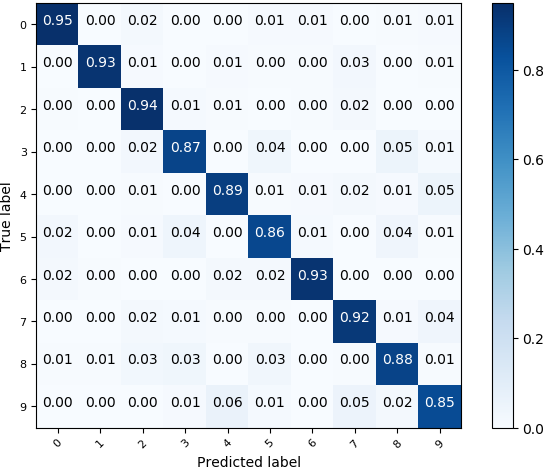 0 0.95 0.00 0.02 0.00 0.00 0.01 0.01 0.00 0.01 0.01
1 0.00 0.93 0.01 0.00 0.01 0.00 0.00 0.03 0.00 0.01
2 0.00 0.00 0.94 0.01 0.01 0.00 0.00 0.02 0.00 0.00
3 0.00 0.00 0.02 0.87 0.00 0.04 0.00 0.00 0.05 0.01
4 0.00 0.00 0.01 0.00 0.89 0.01 0.01 0.02 0.01 0.05
5 0.02 0.00 0.01 0.04 0.00 0.86 0.01 0.00 0.04 0.01
6 0.02 0.00 0.00 0.00 0.02 0.02 0.93 0.00 0.00 0.00
7 0.00 0.00 0.02 0.01 0.00 0.00 0.00 0.92 0.01 0.04
8 0.01 0.01 0.03 0.03 0.00 0.03 0.00 0.00 0.88 0.01
9 0.00 0.00 0.00 0.01 0.06 0.01 0.00 0.05 0.02 0.85
0 1 2 3 4 5 6 7 8 9
Predicted label
True label
0.8
0.6
0.4
0.2
0.0